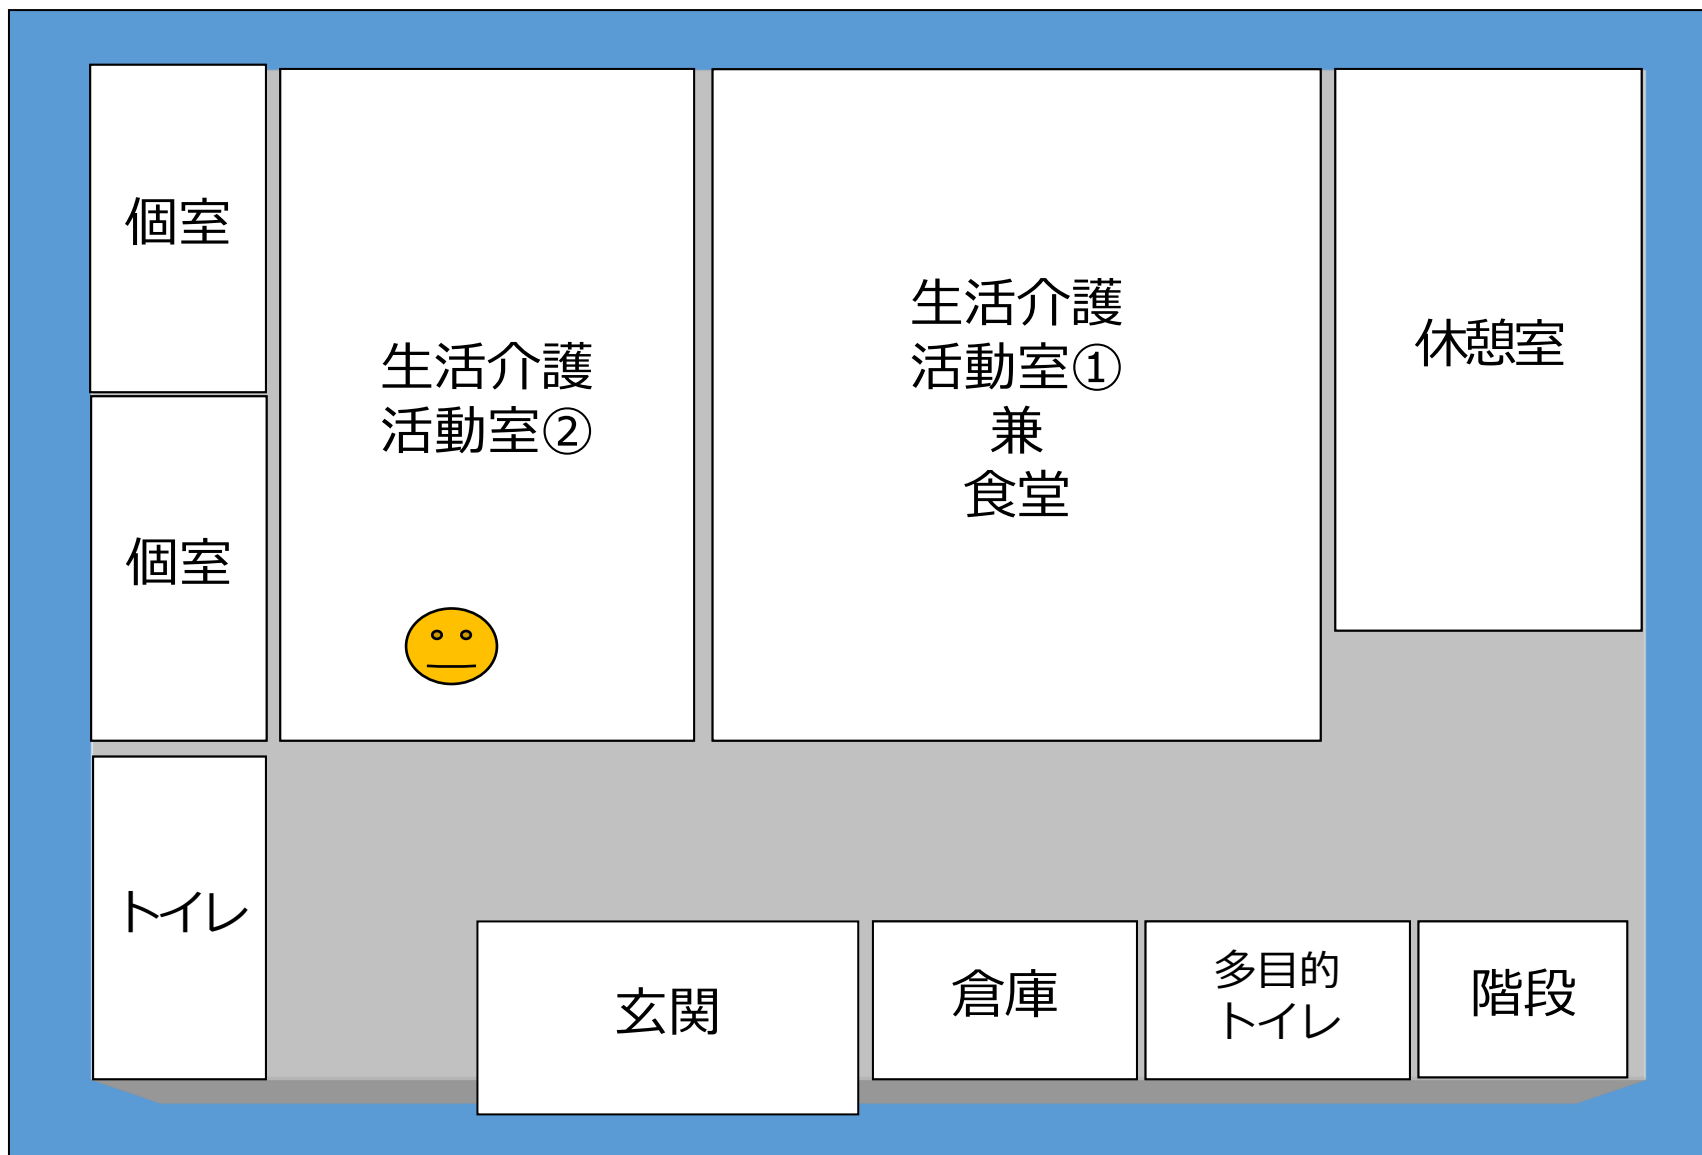 個室
生活介護
活動室②
生活介護
活動室①
兼
食堂
休憩室
個室
トイレ
玄関
倉庫
多目的
トイレ
階段